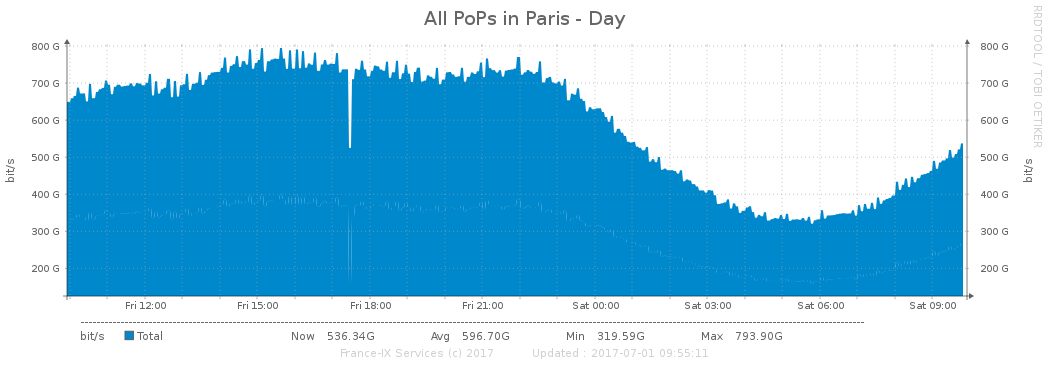 All PoPs in Paris - Day
RRDTOOL / TOBI OETIKER
800 G 800 G
700 G 700 G
600 G 600 G
500 G 500 G
400 G 400 G
300 G 300 G
200 G 200 G
bit/s
bit/s
Fri 12:00 Fri 15:00 Fri 18:00 Fri 21:00 Sat 00:00 Sat 03:00 Sat 06:00 Sat 09:00
bit/s Total Now 536.34G Avg 596.70G Min 319.59G Max 793.90G
France-IX Services (c) 2017 Updated : 2017-07-01 09:55:11